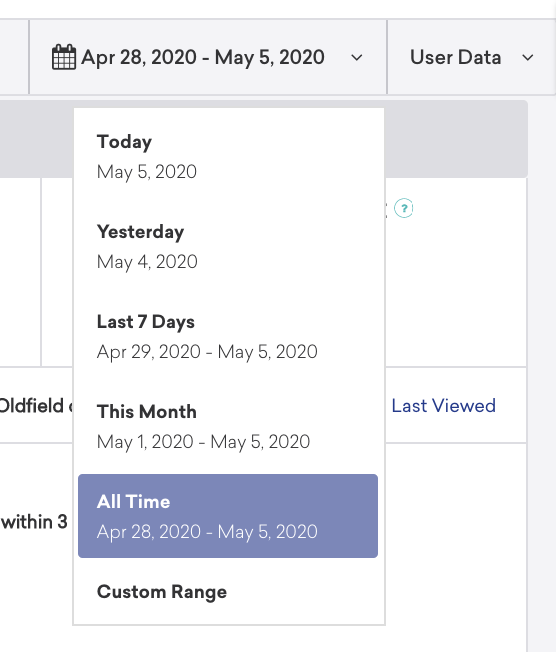 Apr 28, 2020 - May 5, 2020
User Data
Today
May 5, 2020
Yesterday
May 4, 2020
?
Last 7 Days
Apr 29, 2020 - May 5, 2020
This Month
May 1, 2020 - May 5, 2020
Oldfield
Last Viewed
All Time
Apr 28, 2020 - May 5, 2020
within 3
Custom Range